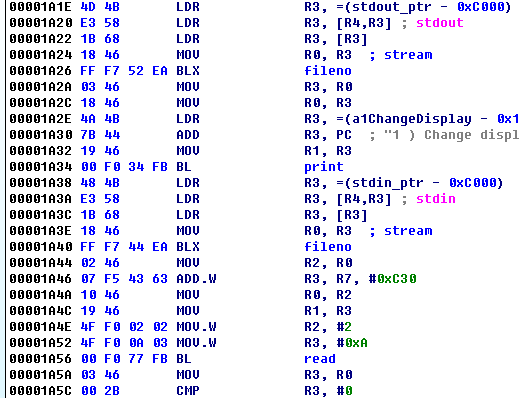 00001A1E 4D 4B LDR R3, =(stdout_ptr - 0xC000)
00001A20 E3 58 LDR R3, [R4,R3] ; stdout
00001A22 1B 68 LDR R3, [R3]
00001A24 18 46 MOV R0, R3 ; stream
00001A26 FF F7 52 EA BLX fileno
00001A2A 03 46 MOV R3, R0
00001A2C 18 46 MOV R0, R3
00001A2E 4A 4B LDR R3, =(a1ChangeDisplay - 0x1
00001A30 7B 44 ADD R3, PC ; "1 ) Change displ
00001A32 19 46 MOV R1, R3
00001A34 00 F0 34 FB BL print
00001A38 48 4B LDR R3, =(stdin_ptr - 0xC000)
00001A3A E3 58 LDR R3, [R4,R3] ; stdin
00001A3C 1B 68 LDR R3, [R3]
00001A3E 18 46 MOV R0, R3 ; stream
00001A40 FF F7 44 EA BLX fileno
00001A44 02 46 MOV R2, R0
00001A46 07 F5 43 63 ADD.W R3, R7, #0xC30
00001A4A 10 46 MOV R0, R2
00001A4C 19 46 MOV R1, R3
00001A4E 4F F0 02 02 MOV.W R2, #2
00001A52 4F F0 0A 03 MOV.W R3, #0xA
00001A56 00 F0 77 FB BL read
00001A5A 03 46 MOV R3, R0
00001A5C 00 2B CMP R3, #0